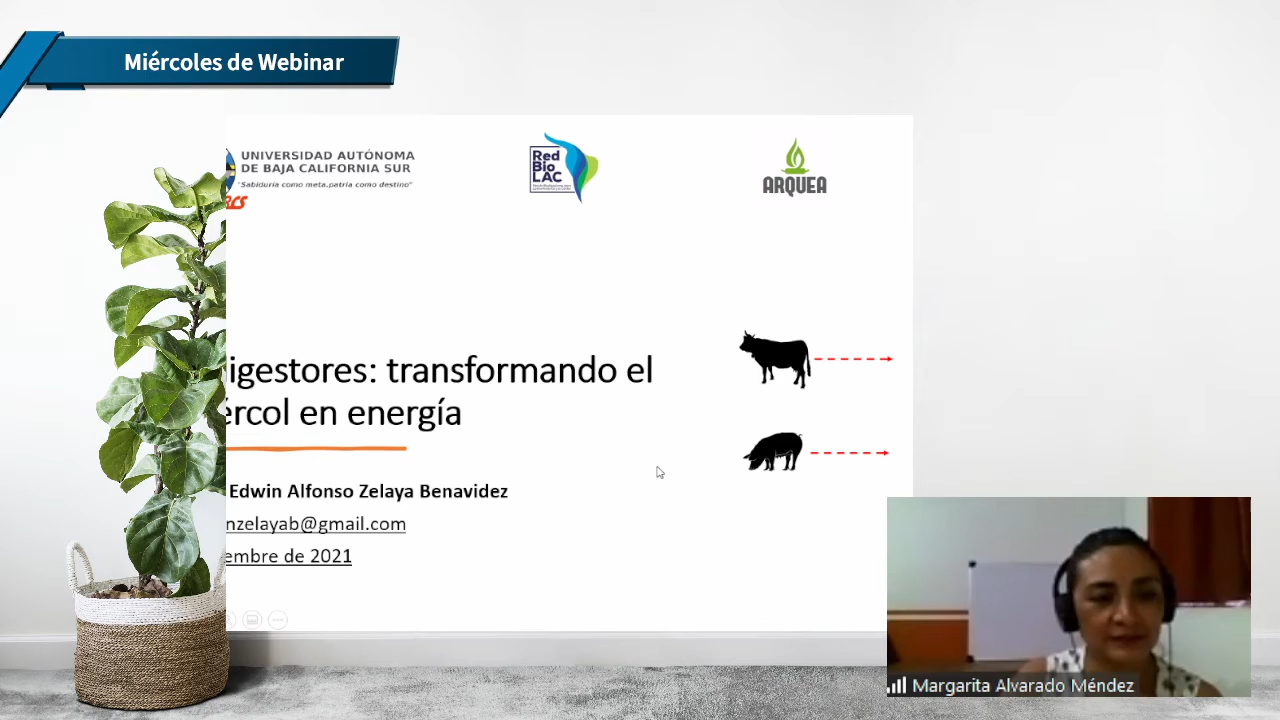 Miércoles de Webinar
UNIVERSIDAD AUTÓNOMA
DE BAJA CALIFORNIA SUR
"Sabiduría como meta.patria como destino"
RCS
Red
Bio
LAC
ARQUEA
igestores: transformando el
ércol en energía
Edwin Alfonso Zelaya Benavidez
nzelayab@gmail.com
embre de 2021
Margarita Alvarado Méndez